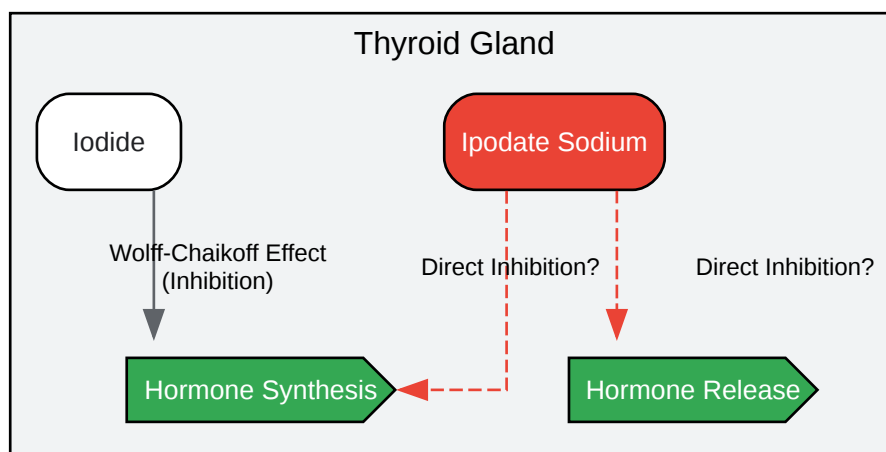 Thyroid Gland
Iodide
Ipodate Sodium
Wolff-Chaikoff Effect
(Inhibition)
Direct Inhibition?
Direct Inhibition?
Hormone Synthesis
Hormone Release